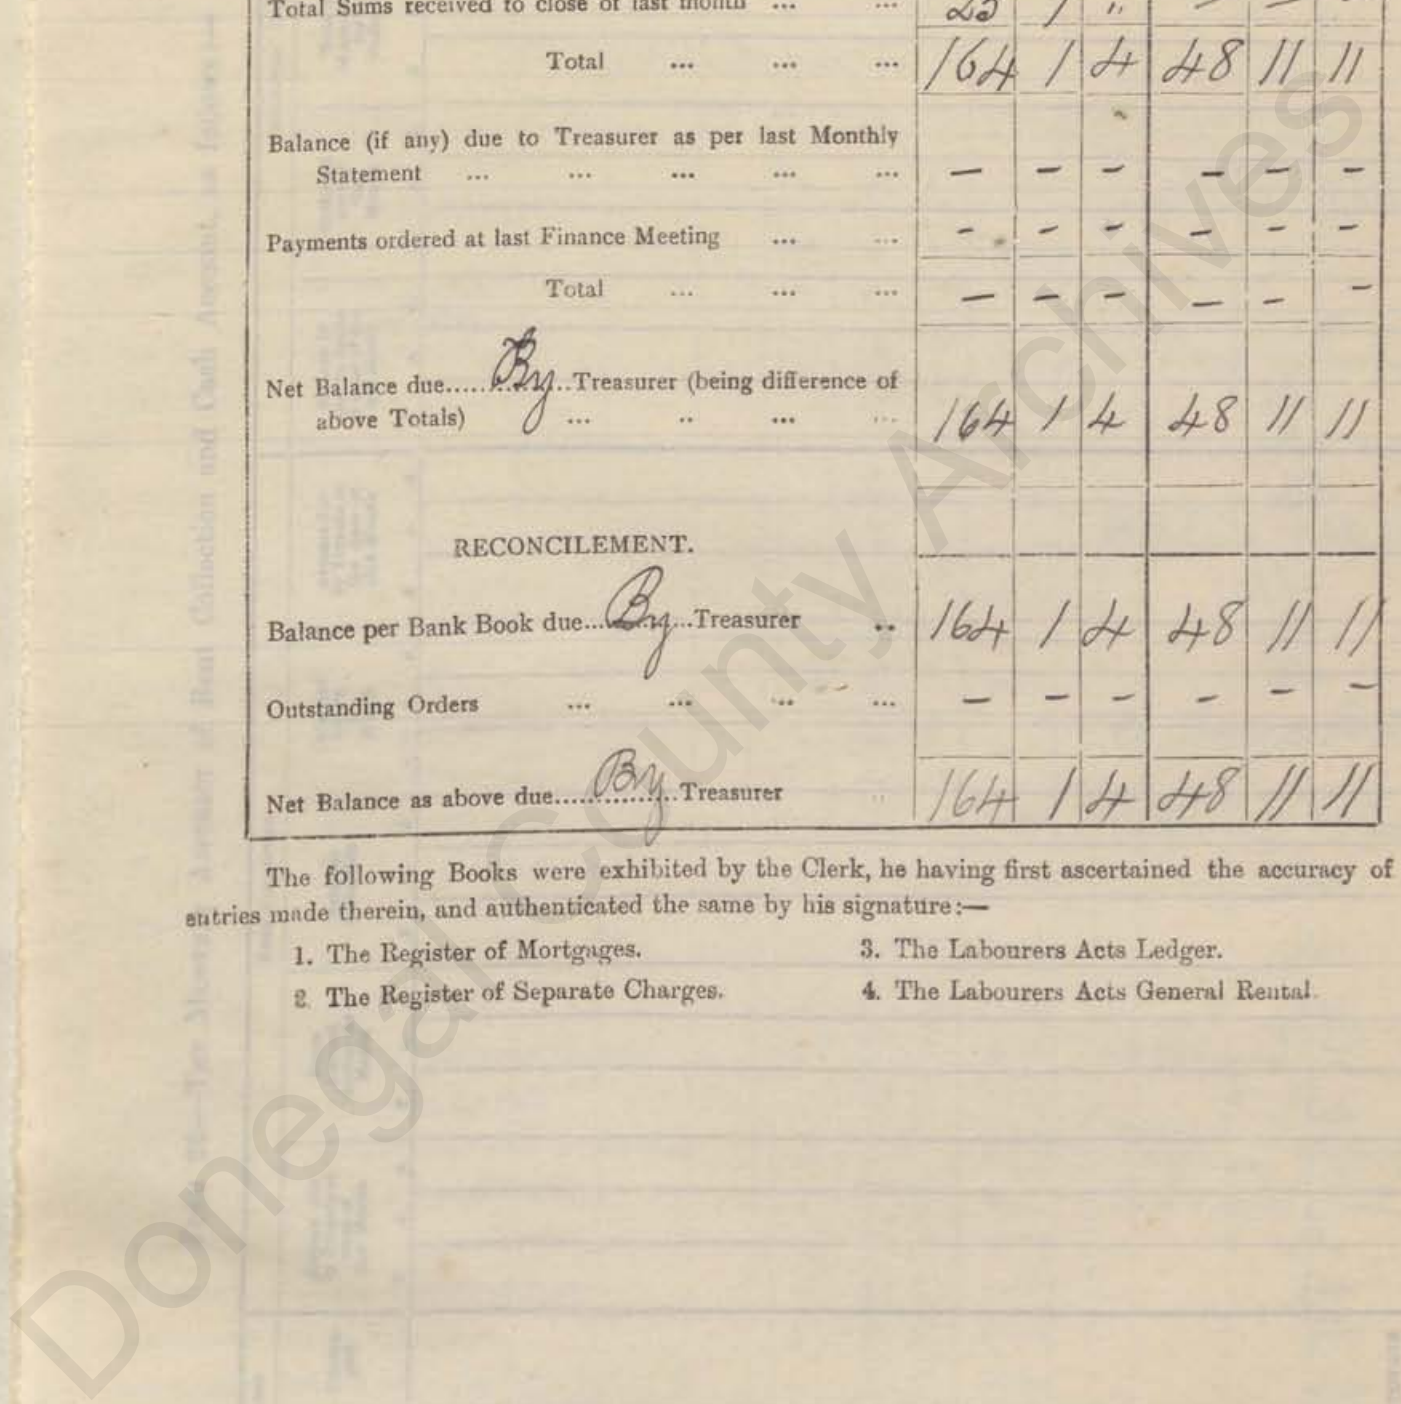 Total Sums received to close of last month ... ... 25 1 " — — -
Total ... ... ... 164 1 4 48 11 11
Balance (if any) due to Treasurer as per last Monthly
Statement ... ... ... ... ... — - - - - -
Payments ordered at last Finance Meeting ... ... - - - - - -
Total ... ... ... — - - - - -
Net Balance due.....By..Treasurer (being difference of
above Totals) ... .. ... ... 164 1 4 48 11 11
RECONCILEMENT.
Balance per Bank Book due...By...Treasurer .. 164 1 4 48 11 11
Outstanding Orders ... ... ... ... - - - - - -
Net Balance as above due.....By..Treasurer .. 164 1 4 48 11 11
The following Books were exhibited by the Clerk, he having first ascertained the accuracy of
entries made therein, and authenticated the same by his signature:—
1. The Register of Mortgages. 3. The Labourers Acts Ledger.
2. The Register of Separate Charges. 4. The Labourers Acts General Rental.
Donegal County Archives